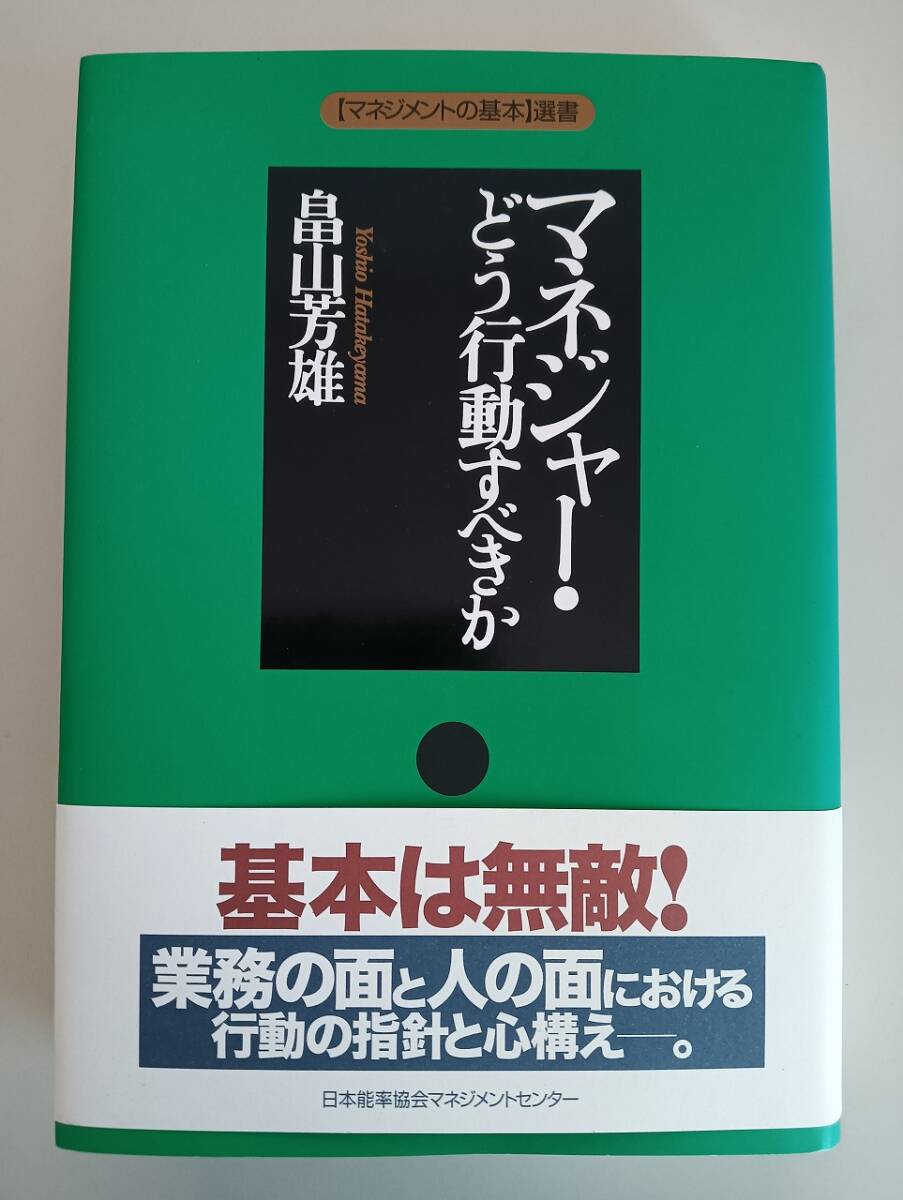 【マネジメントの基本】選書
マネジャー・
どう行動すべきか
Yoshio Hatakeyama
畠山芳雄
基本は無敵!
業務の面と人の面における
行動の指針と心構え――。
日本能率協会マネジメントセンター